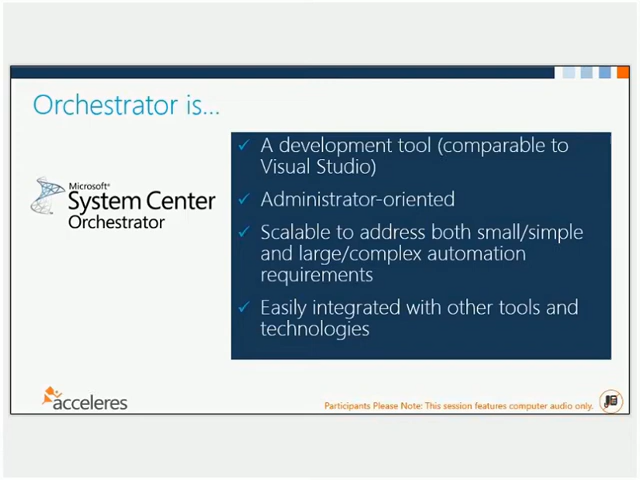 Orchestrator is...
Microsoft®
System Center
Orchestrator
✓ A development tool (comparable to
Visual Studio)
✓ Administrator-oriented
✓ Scalable to address both small/simple
and large/complex automation
requirements
✓ Easily integrated with other tools and
technologies
acceleres
Participants Please Note: This session features computer audio only.